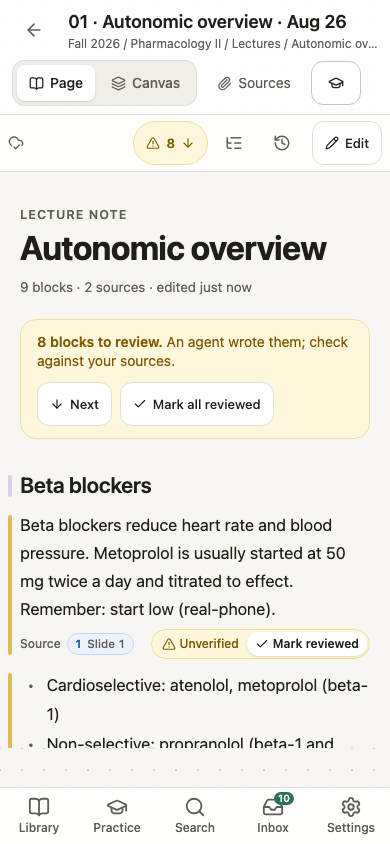 01 · Autonomic overview · Aug 26
Fall 2026 / Pharmacology II / Lectures / Autonomic ov...
Page
Canvas
Sources
8
Edit
LECTURE NOTE
Autonomic overview
9 blocks · 2 sources · edited just now
8 blocks to review. An agent wrote them; check
against your sources.
Next
Mark all reviewed
Beta blockers
Beta blockers reduce heart rate and blood
pressure. Metoprolol is usually started at 50
mg twice a day and titrated to effect.
Remember: start low (real-phone).
Source 1 Slide 1 Unverified Mark reviewed
• Cardioselective: atenolol, metoprolol (beta-
1)
• Non-selective: propranolol (beta-1 and
10
Library
Practice
Search
Inbox
Settings